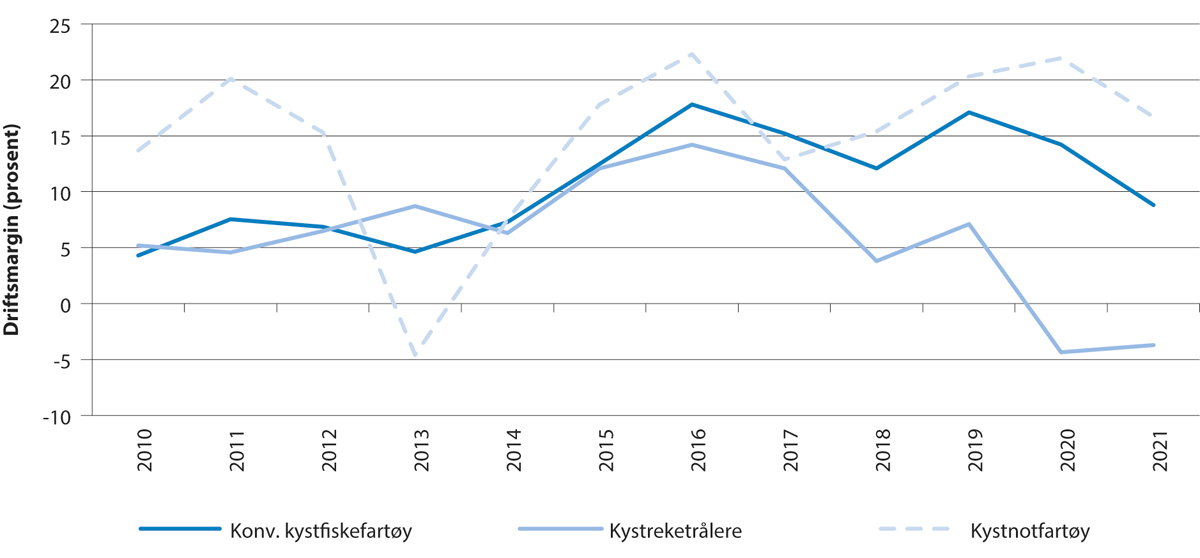 Driftsmargin (prosent)
25
20
15
10
5
0
-5
-10
2010 2011 2012 2013 2014 2015 2016 2017 2018 2019 2020 2021
Konv. kystfiskefartøy Kystreketrålere Kystnotfartøy